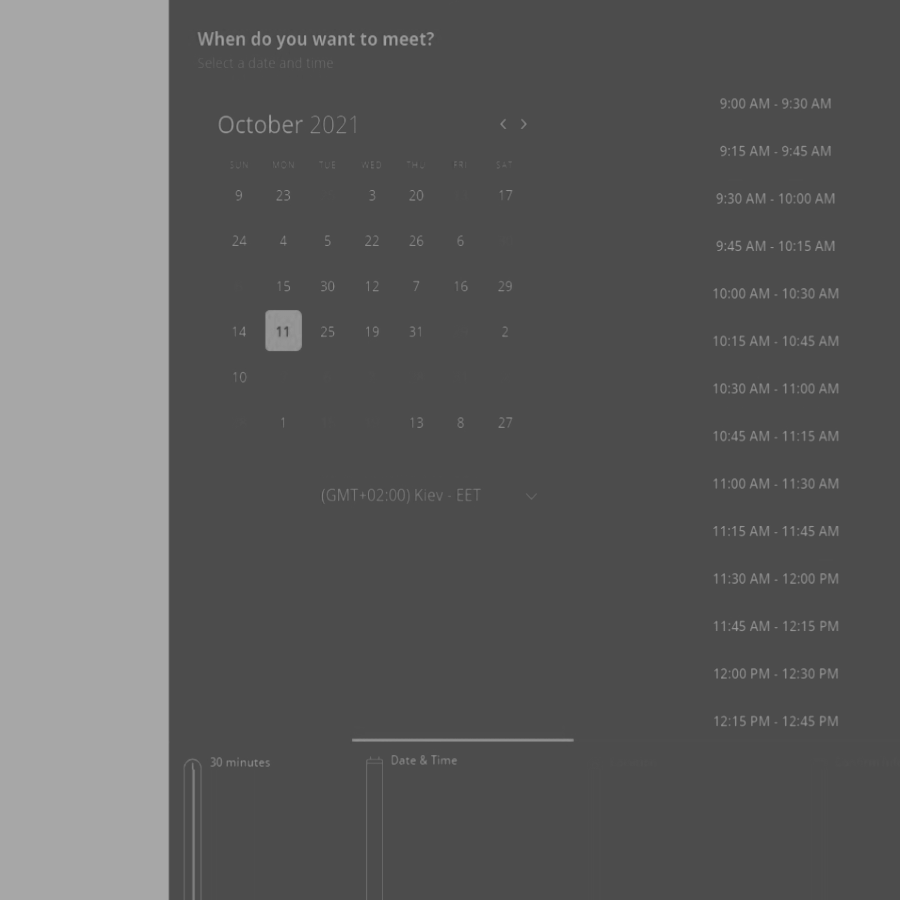 When do you want to meet?
Select a date and time.
October 2021
SUN MON TUE WED THU FRI SAT
9 23 3 20 17
24 4 5 22 26 6
15 30 12 7 16 29
14 11 25 19 31 2
10
1 13 8 27
(GMT+02:00) Kiev - EET
9:00 AM - 9:30 AM
9:15 AM - 9:45 AM
9:30 AM - 10:00 AM
9:45 AM - 10:15 AM
10:00 AM - 10:30 AM
10:15 AM - 10:45 AM
10:30 AM - 11:00 AM
10:45 AM - 11:15 AM
11:00 AM - 11:30 AM
11:15 AM - 11:45 AM
11:30 AM - 12:00 PM
11:45 AM - 12:15 PM
12:00 PM - 12:30 PM
12:15 PM - 12:45 PM
30 minutes
Date & Time